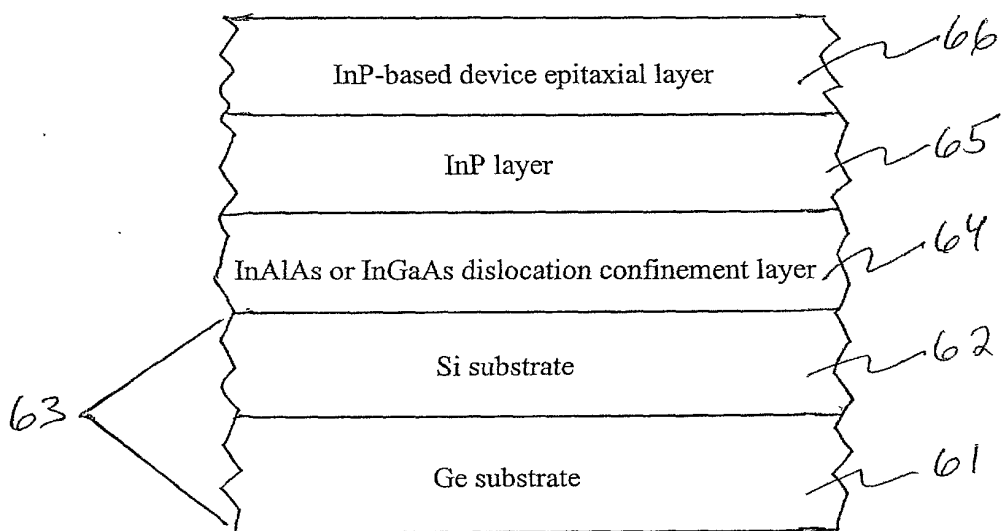 66
InP-based device epitaxial layer
65
InP layer
64
InAlAs or InGaAs dislocation confinement layer
62
Si substrate
63
61
Ge substrate